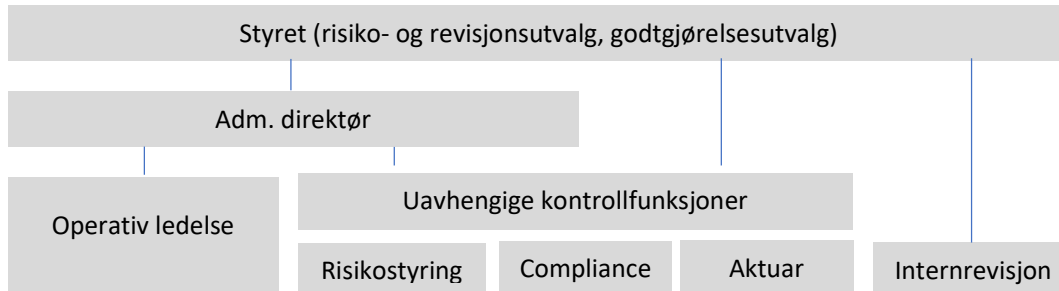 Styret (risiko- og revisjonsutvalg, godtgjørelsesutvalg)
Adm. direktør
Operativ ledelse
Uavhengige kontrollfunksjoner
Risikostyring
Compliance
Aktuar
Internrevisjon